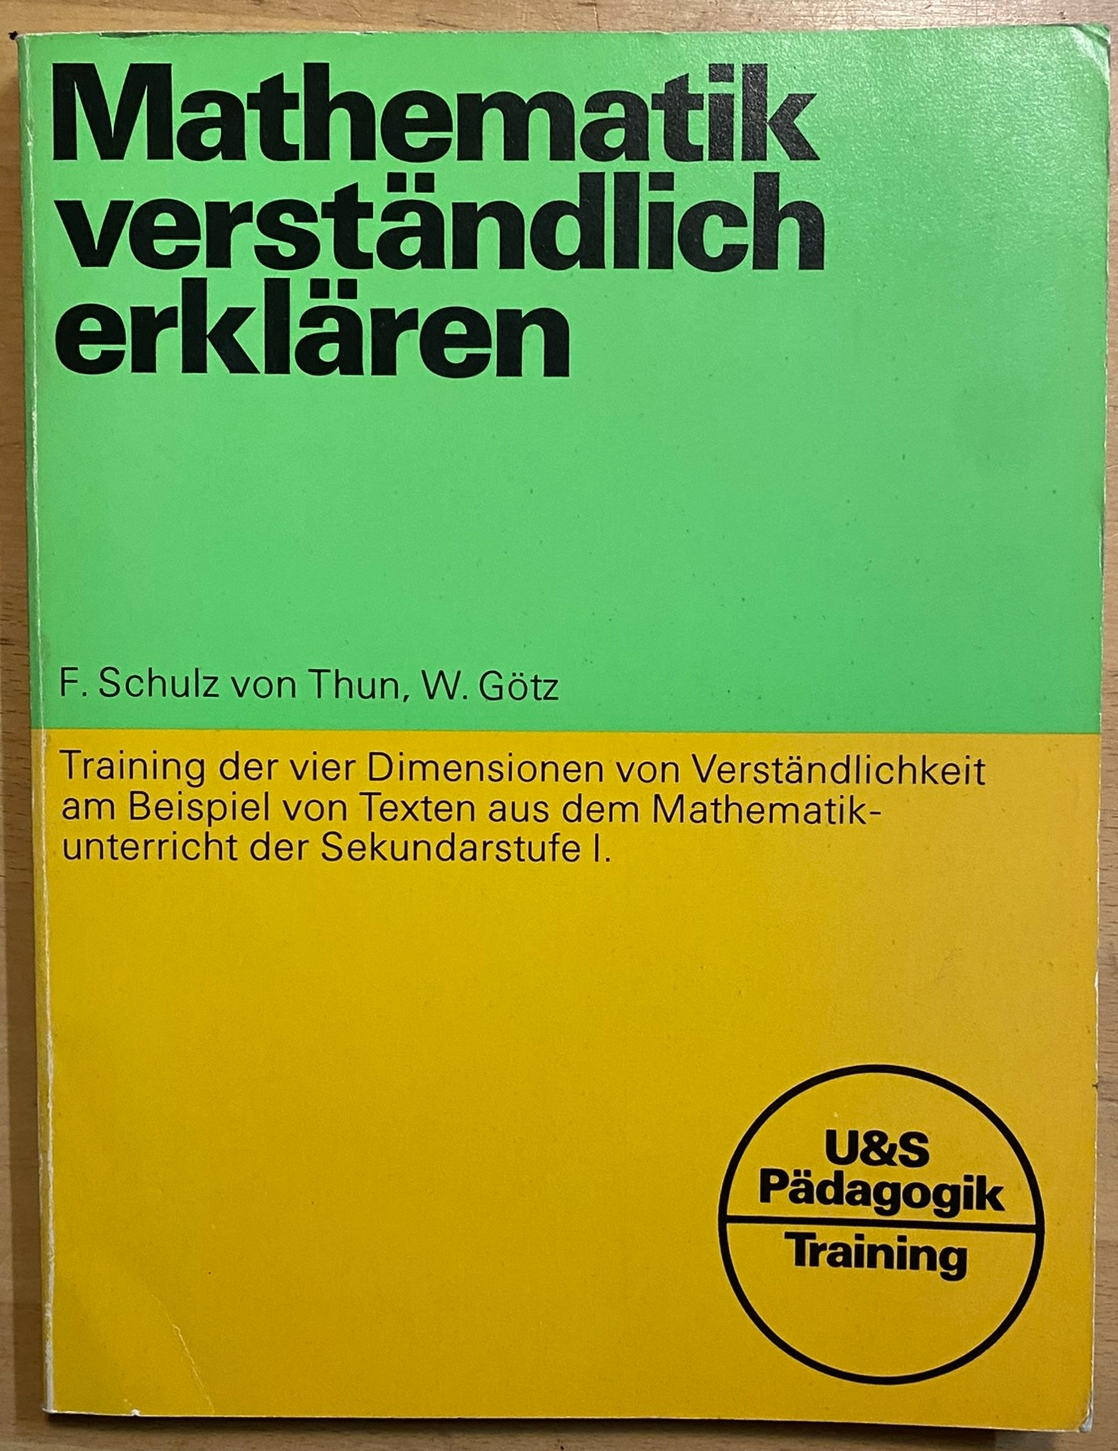 Mathematik
verständlich
erklären
F. Schulz von Thun, W. Götz
Training der vier Dimensionen von Verständlichkeit
am Beispiel von Texten aus dem Mathematik-
unterricht der Sekundarstufe I.
U&S
Pädagogik
Training